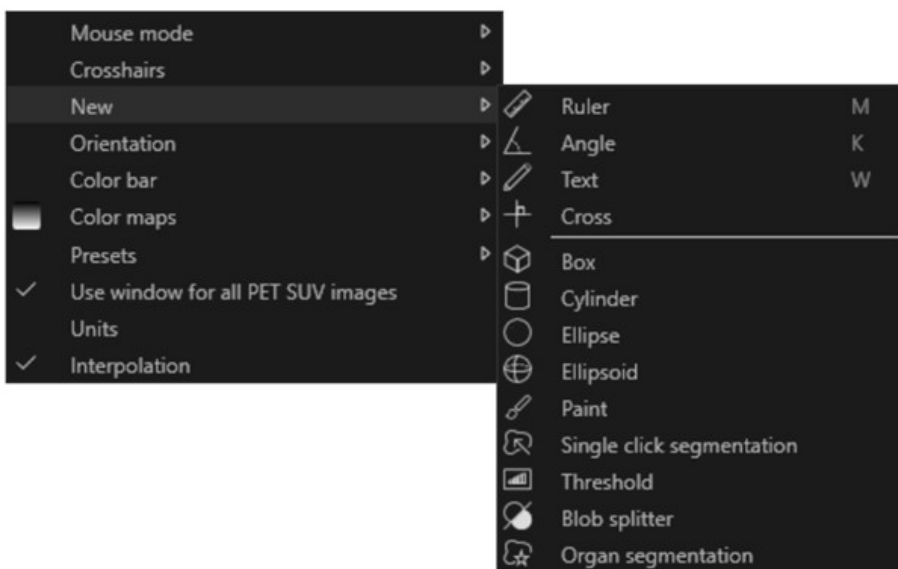 Mouse mode
Crosshairs
New
Orientation
Color bar
Color maps
Presets
Use window for all PET SUV images
Units
Interpolation
Ruler M
Angle K
Text W
Cross
Box
Cylinder
Ellipse
Ellipsoid
Paint
Single click segmentation
Threshold
Blob splitter
Organ segmentation